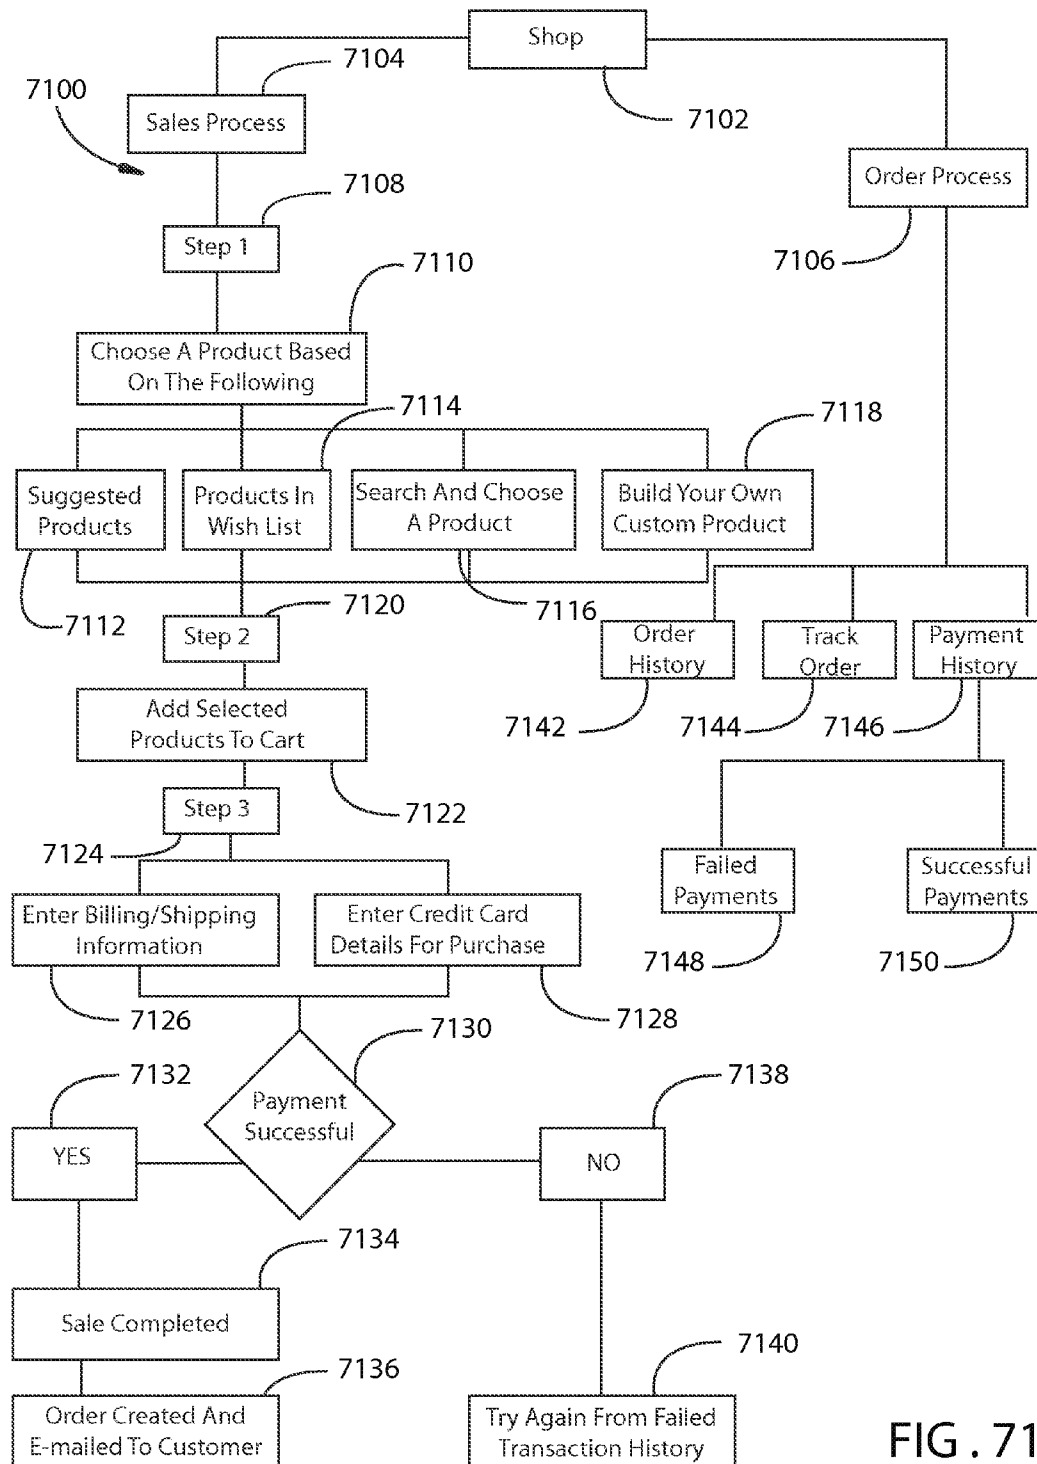 Shop
7104
7100
7102
Sales Process
Order Process
7108
Step 1
7106
7110
Choose A Product Based
On The Following
7114
7118
Suggested
Products
Products In
Wish List
Search And Choose
A Product
Build Your Own
Custom Product
7112
7120
7116
Step 2
Order
History
Track
Order
Payment
History
Add Selected
Products To Cart
7142
7144
7146
Step 3
7122
7124
Failed
Payments
Successful
Payments
Enter Billing/Shipping
Information
Enter Credit Card
Details For Purchase
7148
7150
7126
7128
7130
7132
7138
Payment
Successful
YES
NO
7134
Sale Completed
7140
7136
Order Created And
E-mailed To Customer
Try Again From Failed
Transaction History
FIG. 71